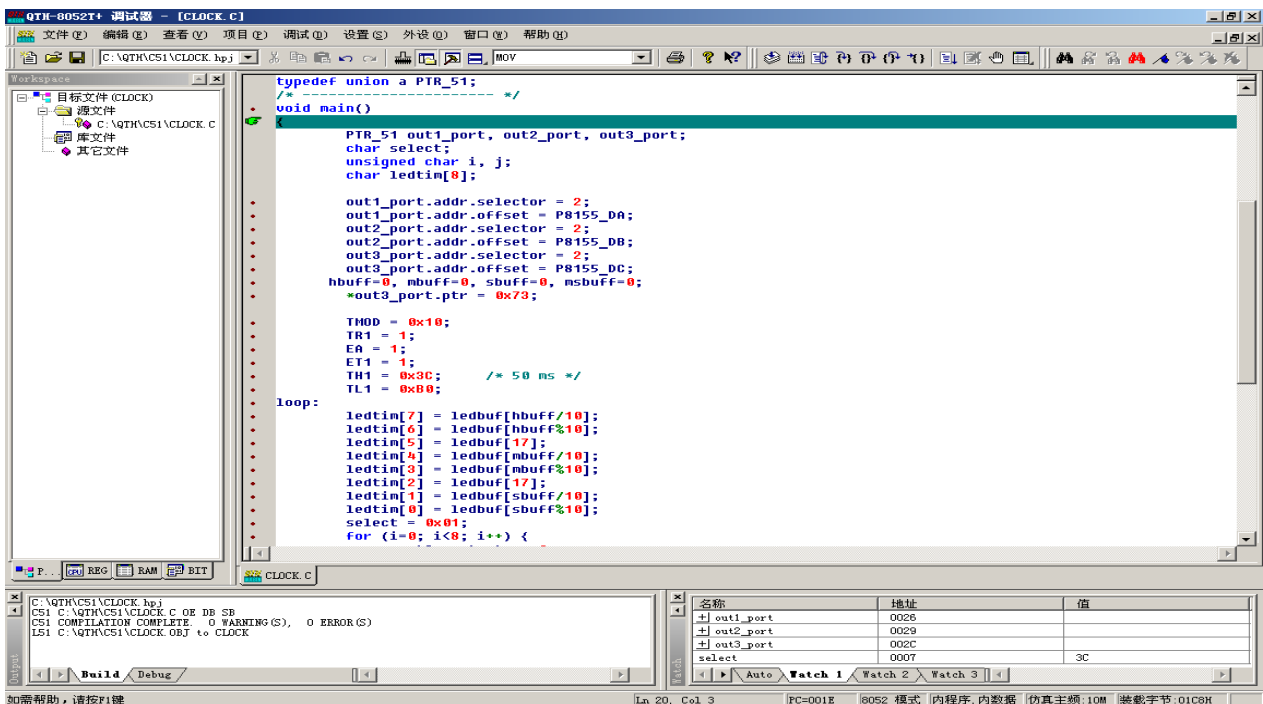 QTH-8052T+ 调试器 - [CLOCK.C]
文件(F) 编辑(E) 查看(V) 项目(P) 调试(D) 设置(S) 外设(O) 窗口(W) 帮助(H)
C:\QTH\C51\CLOCK.hpj MOV
Workspace
目标文件(CLOCK)
源文件
C:\QTH\C51\CLOCK.C
库文件
其它文件
P... REG RAM BIT
typedef union a PTR_51;
/* ---------------------- */
void main()
{
PTR_51 out1_port, out2_port, out3_port;
char select;
unsigned char i, j;
char ledtim[8];
out1_port.addr.selector = 2;
out1_port.addr.offset = P8155_DA;
out2_port.addr.selector = 2;
out2_port.addr.offset = P8155_DB;
out3_port.addr.selector = 2;
out3_port.addr.offset = P8155_DC;
hbuff=0, mbuff=0, sbuff=0, msbuff=0;
*out3_port.ptr = 0x73;
TMOD = 0x10;
TR1 = 1;
EA = 1;
ET1 = 1;
TH1 = 0x3C; /* 50 ms */
TL1 = 0xB0;
loop:
ledtim[7] = ledbuf[hbuff/10];
ledtim[6] = ledbuf[hbuff%10];
ledtim[5] = ledbuf[17];
ledtim[4] = ledbuf[mbuff/10];
ledtim[3] = ledbuf[mbuff%10];
ledtim[2] = ledbuf[17];
ledtim[1] = ledbuf[sbuff/10];
ledtim[0] = ledbuf[sbuff%10];
select = 0x01;
for (i=0; i<8; i++) {
CLOCK.C
C:\QTH\C51\CLOCK.hpj
C51 C:\QTH\C51\CLOCK.C OE DB SB
C51 COMPILATION COMPLETE. 0 WARNING(S), 0 ERROR(S)
L51 C:\QTH\C51\CLOCK.OBJ to CLOCK
Output
Build Debug
名称 地址 值
out1_port 0026
out2_port 0029
out3_port 002C
select 0007 3C
Watch
Auto Watch 1 Watch 2 Watch 3
如需帮助，请按F1键 Ln 20, Col 3 PC=001E 8052 模式 内程序,内数据 仿真主频:10M 装载字节:01C8H